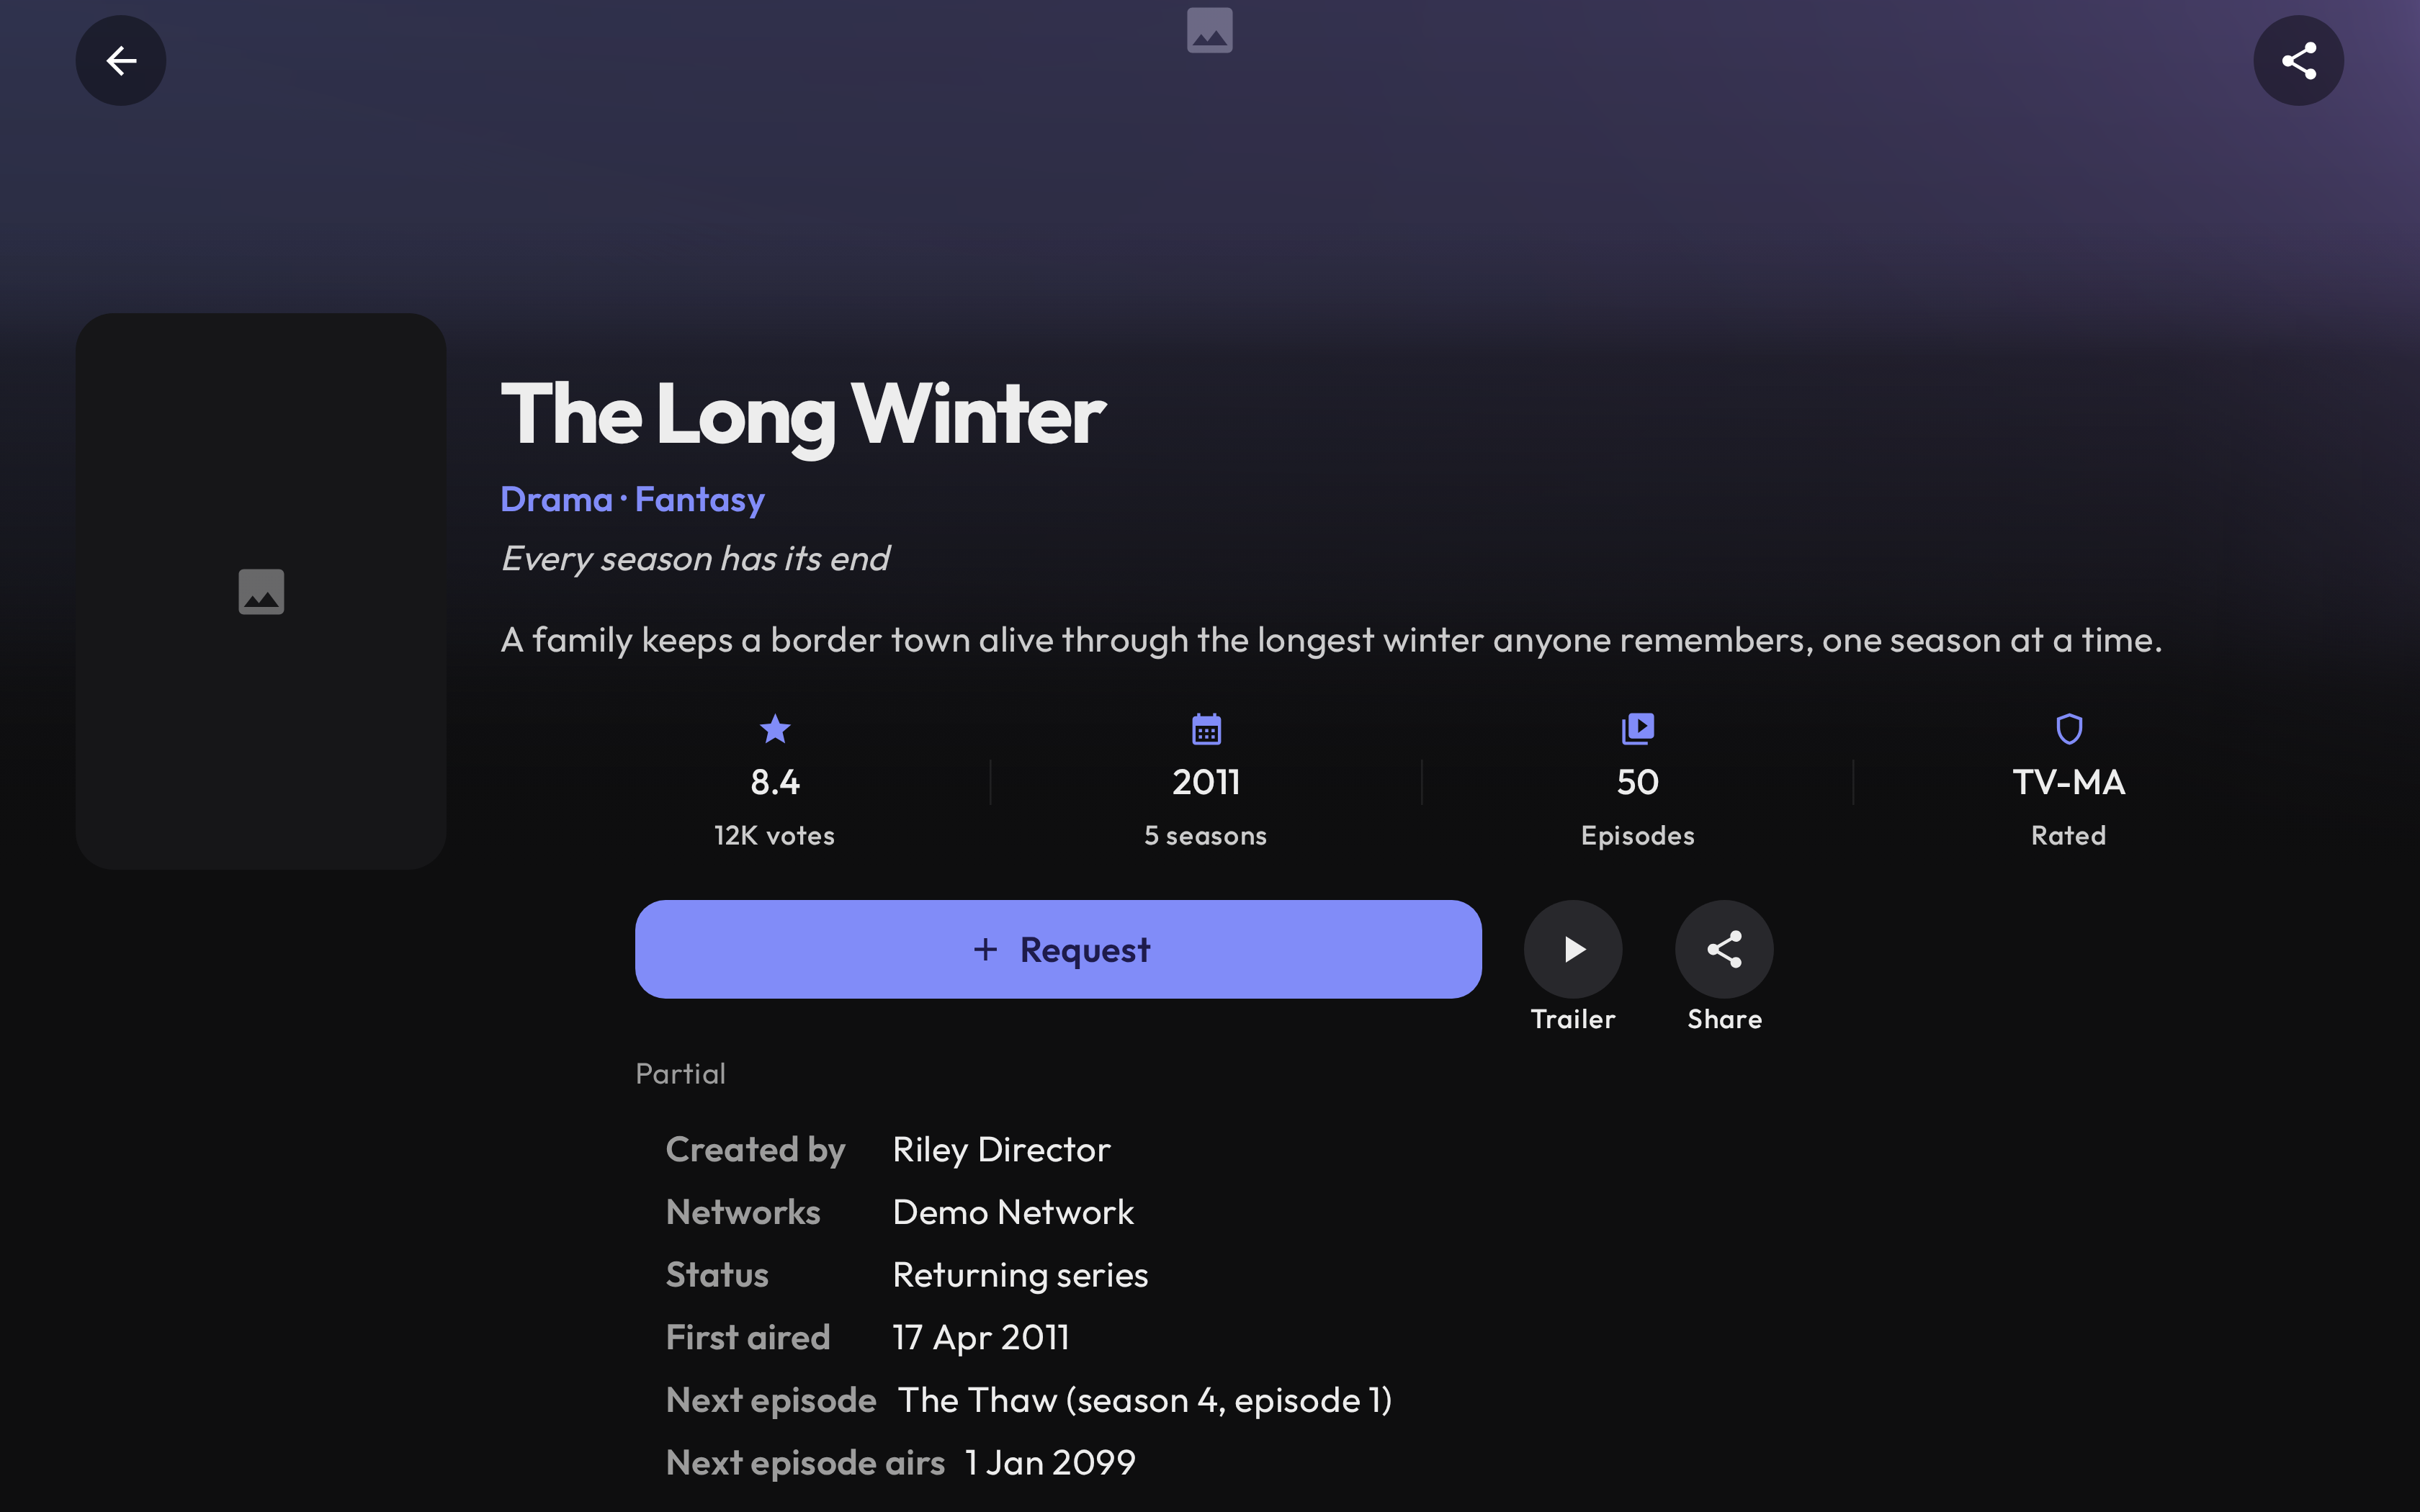 The Long Winter
Drama · Fantasy
Every season has its end
A family keeps a border town alive through the longest winter anyone remembers, one season at a time.
8.4
12K votes
2011
5 seasons
50
Episodes
TV-MA
Rated
+ Request
Trailer
Share
Partial
Created by Riley Director
Networks Demo Network
Status Returning series
First aired 17 Apr 2011
Next episode The Thaw (season 4, episode 1)
Next episode airs 1 Jan 2099